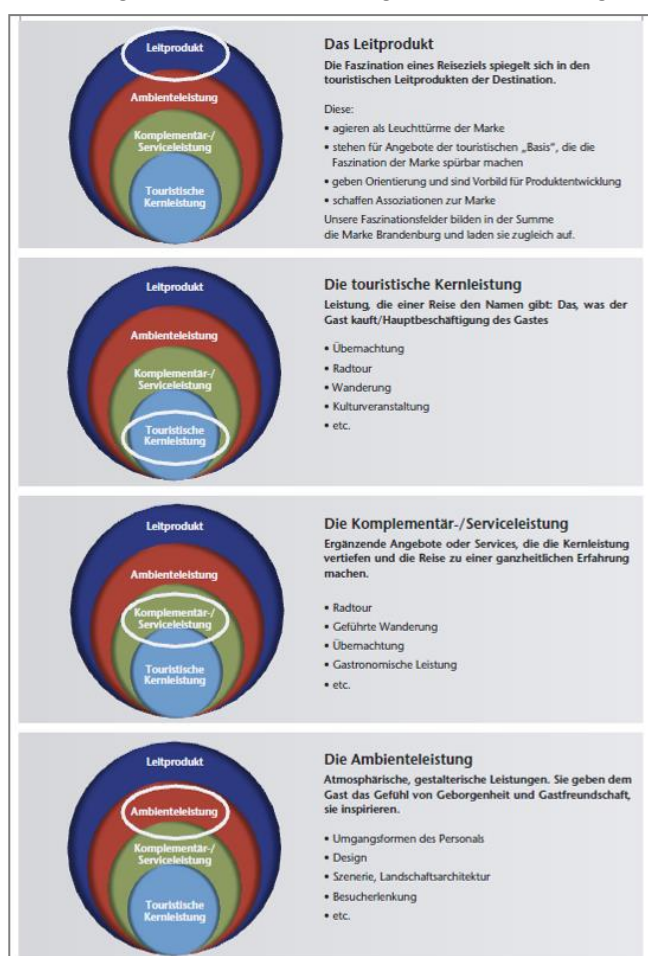 Leitprodukt
Ambienteleistung
Komplementär-/
Serviceleistung
Touristische
Kernleistung
Das Leitprodukt
Die Faszination eines Reiseziels spiegelt sich in den
touristischen Leitprodukten der Destination.
Diese:
• agieren als Leuchttürme der Marke
• stehen für Angebote der touristischen „Basis“, die die
Faszination der Marke spürbar machen
• geben Orientierung und sind Vorbild für Produktentwicklung
• schaffen Assoziationen zur Marke
Unsere Faszinationsfelder bilden in der Summe
die Marke Brandenburg und laden sie zugleich auf.
Leitprodukt
Ambienteleistung
Komplementär-/
Serviceleistung
Touristische
Kernleistung
Die touristische Kernleistung
Leistung, die einer Reise den Namen gibt: Das, was der
Gast kauft/Hauptbeschäftigung des Gastes
• Übernachtung
• Radtour
• Wanderung
• Kulturveranstaltung
• etc.
Leitprodukt
Ambienteleistung
Komplementär-/
Serviceleistung
Touristische
Kernleistung
Die Komplementär-/Serviceleistung
Ergänzende Angebote oder Services, die die Kernleistung
vertiefen und die Reise zu einer ganzheitlichen Erfahrung
machen.
• Radtour
• Geführte Wanderung
• Übernachtung
• Gastronomische Leistung
• etc.
Leitprodukt
Ambienteleistung
Komplementär-/
Serviceleistung
Touristische
Kernleistung
Die Ambienteleistung
Atmosphärische, gestalterische Leistungen. Sie geben dem
Gast das Gefühl von Geborgenheit und Gastfreundschaft,
sie inspirieren.
• Umgangsformen des Personals
• Design
• Szenerie, Landschaftsarchitektur
• Besucherlenkung
• etc.